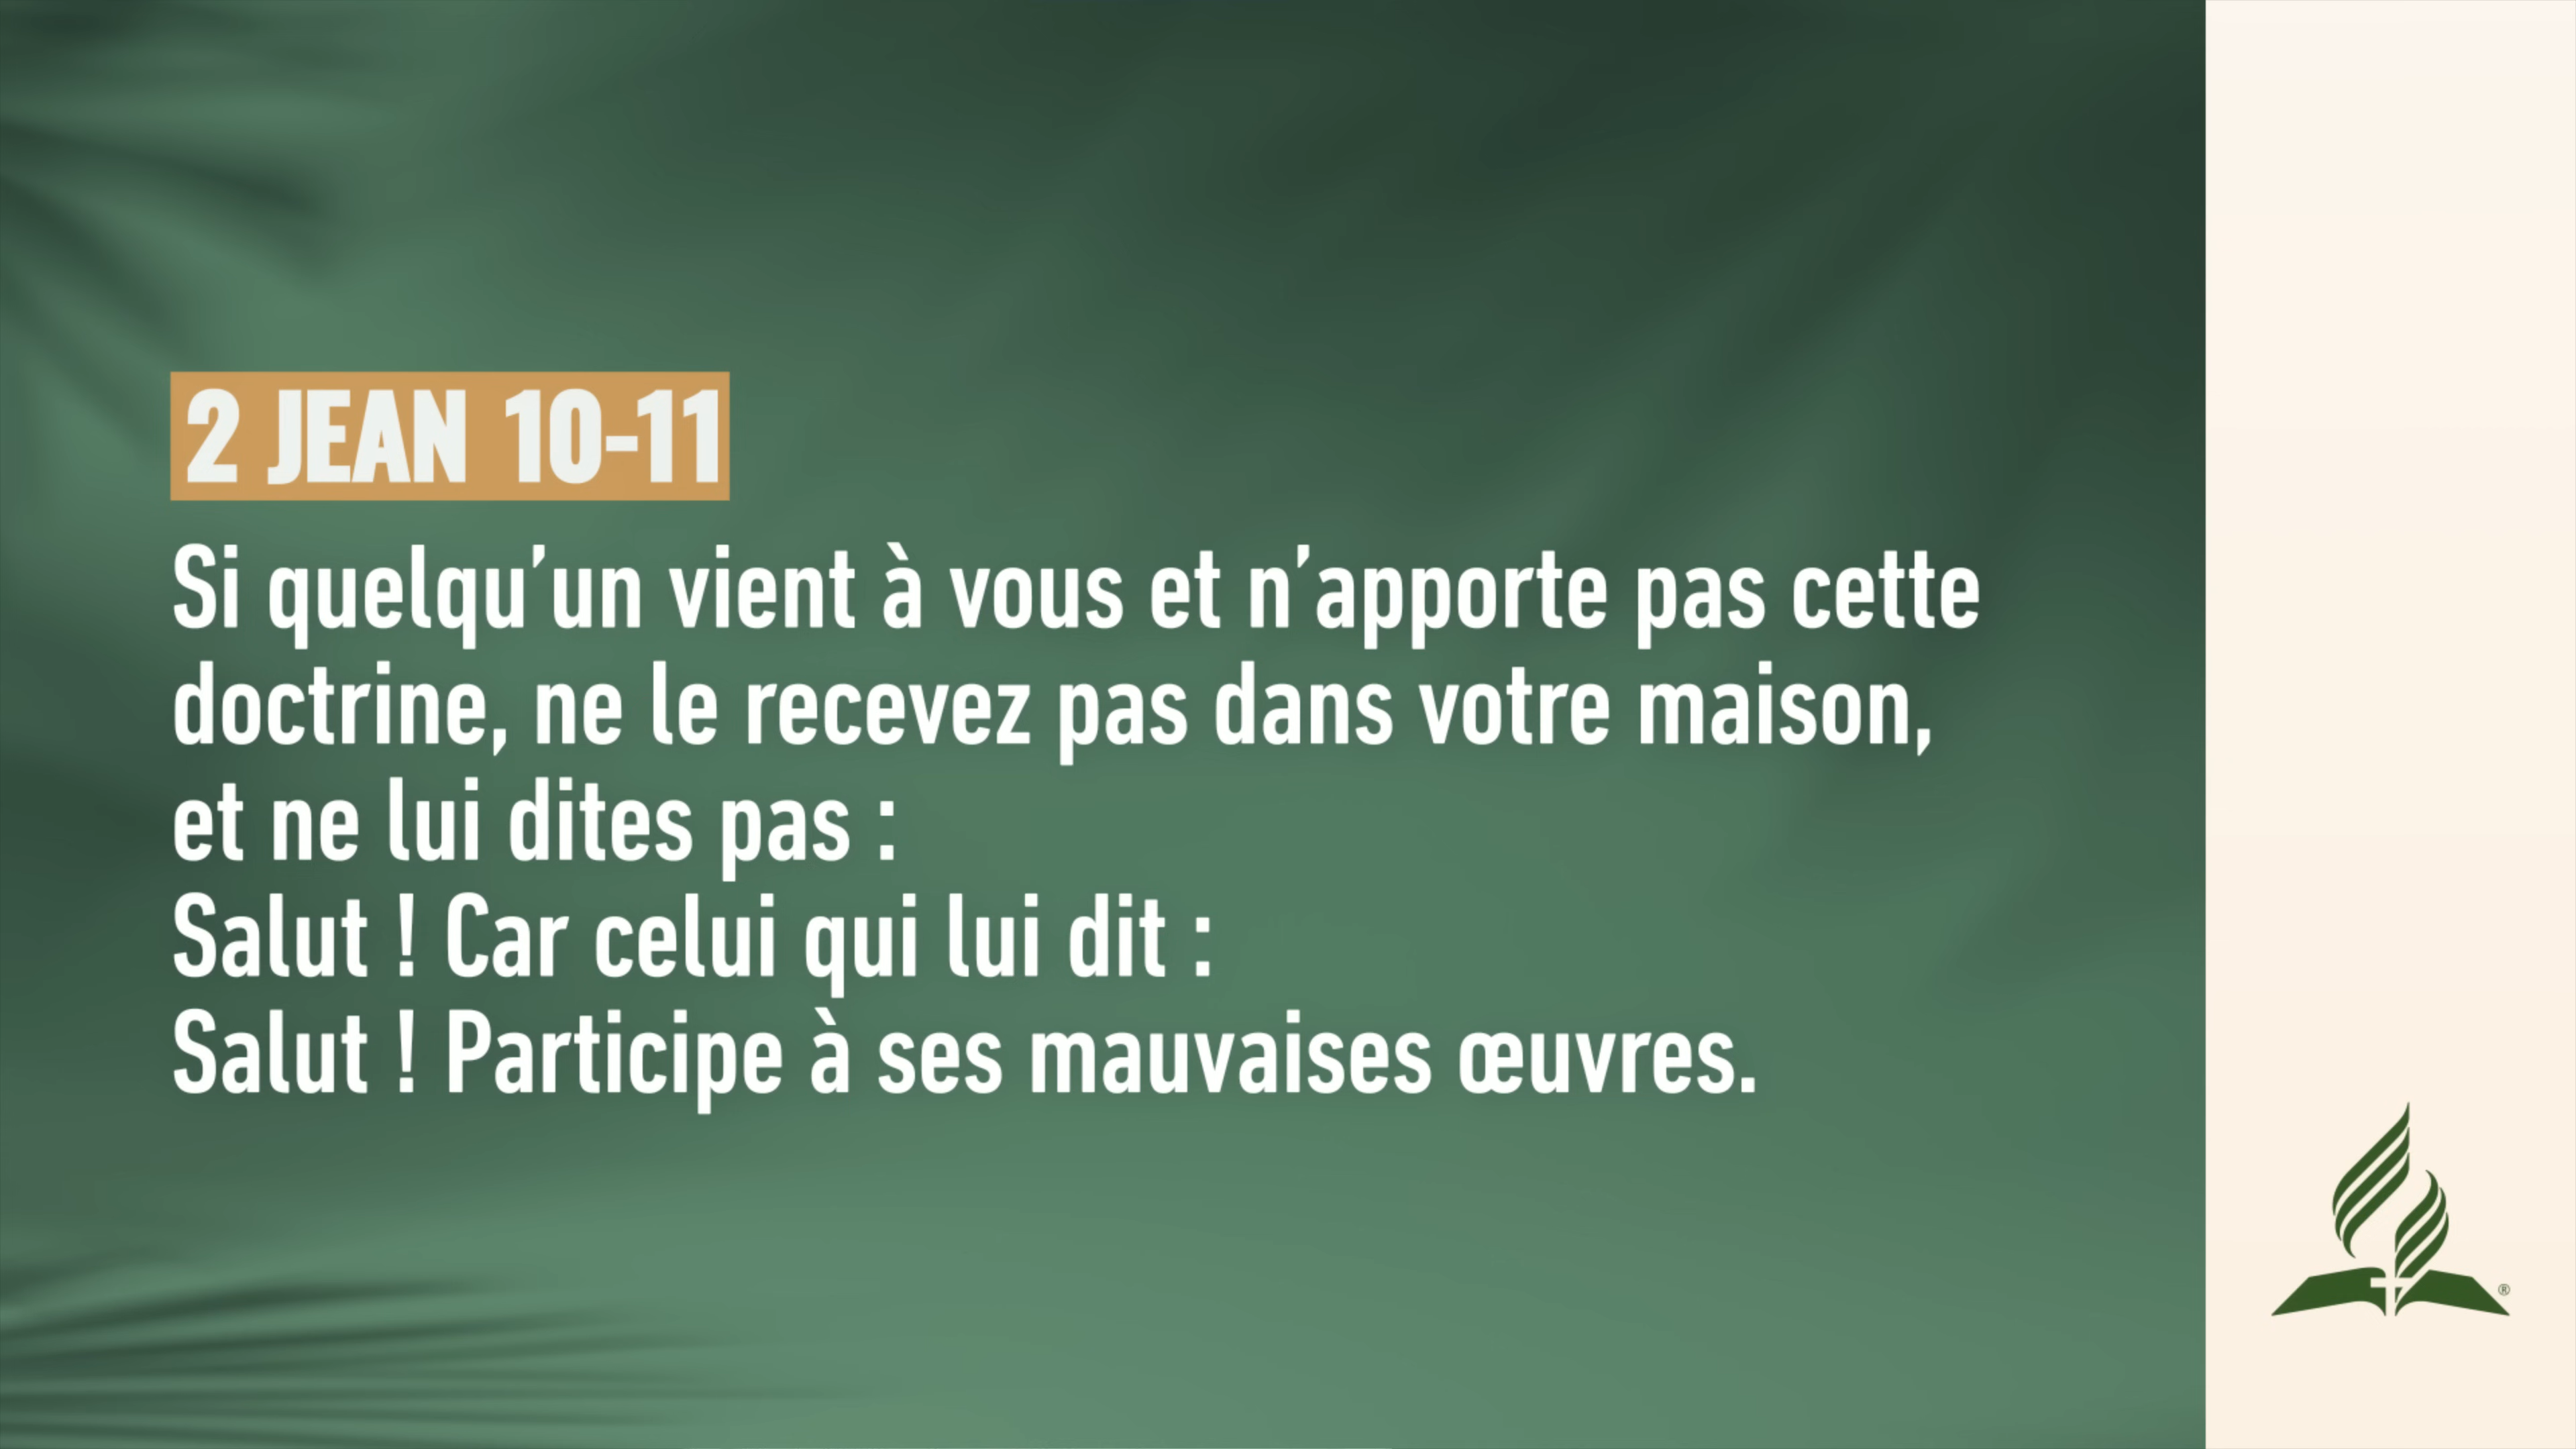 2 JEAN 10-11
Si quelqu’un vient à vous et n’apporte pas cette
doctrine, ne le recevez pas dans votre maison,
et ne lui dites pas :
Salut ! Car celui qui lui dit :
Salut ! Participe à ses mauvaises œuvres.
®